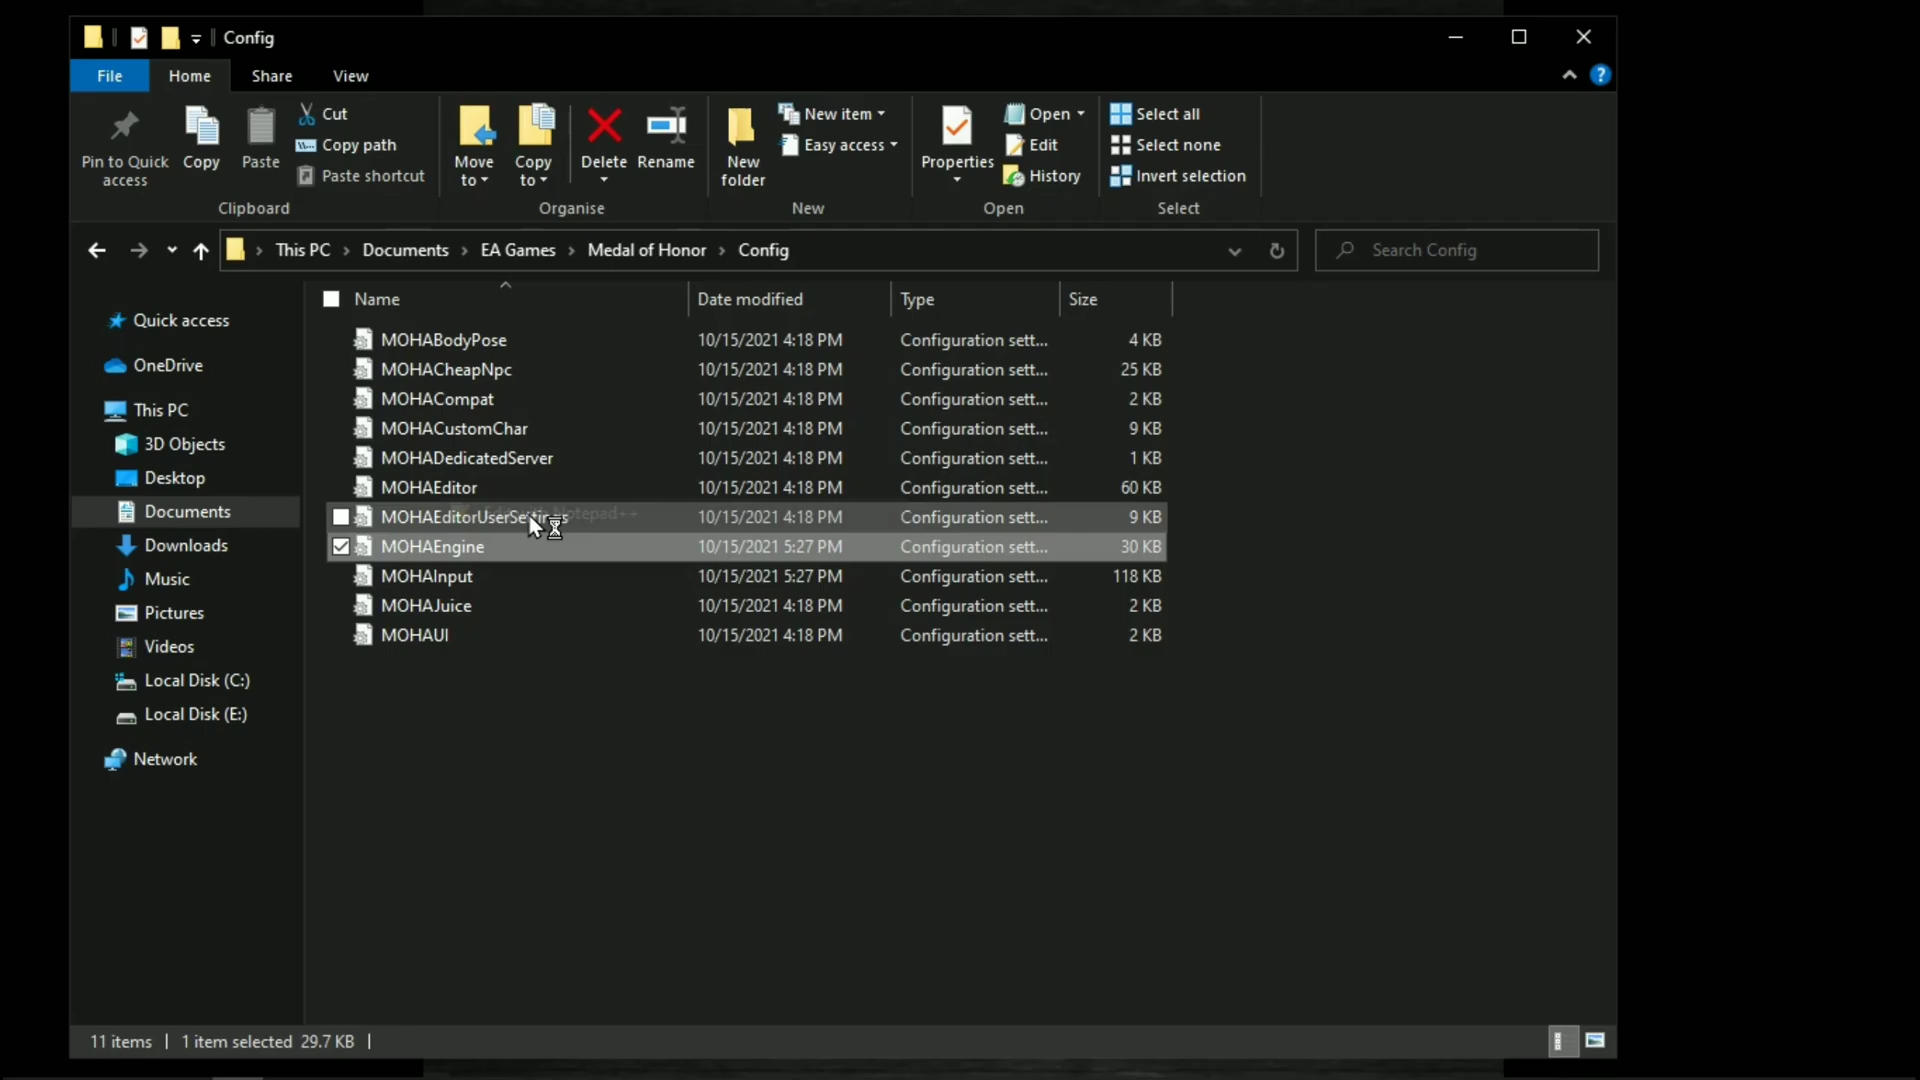 Config
File Home Share View
Pin to Quick access
Copy
Paste
Cut
Copy path
Paste shortcut
Clipboard
Move to
Copy to
Delete
Rename
Organise
New folder
New item
Easy access
New
Properties
Open
Edit
History
Open
Select all
Select none
Invert selection
Select
This PC > Documents > EA Games > Medal of Honor > Config
Search Config
Quick access
OneDrive
This PC
3D Objects
Desktop
Documents
Downloads
Music
Pictures
Videos
Local Disk (C:)
Local Disk (E:)
Network
Name Date modified Type Size
MOHABodyPose 10/15/2021 4:18 PM Configuration sett... 4 KB
MOHACheapNpc 10/15/2021 4:18 PM Configuration sett... 25 KB
MOHACompat 10/15/2021 4:18 PM Configuration sett... 2 KB
MOHACustomChar 10/15/2021 4:18 PM Configuration sett... 9 KB
MOHADedicatedServer 10/15/2021 4:18 PM Configuration sett... 1 KB
MOHAEditor 10/15/2021 4:18 PM Configuration sett... 60 KB
MOHAEditorUserSettings 10/15/2021 4:18 PM Configuration sett... 9 KB
Edit with Notepad++
MOHAEngine 10/15/2021 5:27 PM Configuration sett... 30 KB
MOHAInput 10/15/2021 5:27 PM Configuration sett... 118 KB
MOHAJuice 10/15/2021 4:18 PM Configuration sett... 2 KB
MOHAUI 10/15/2021 4:18 PM Configuration sett... 2 KB
11 items | 1 item selected 29.7 KB |